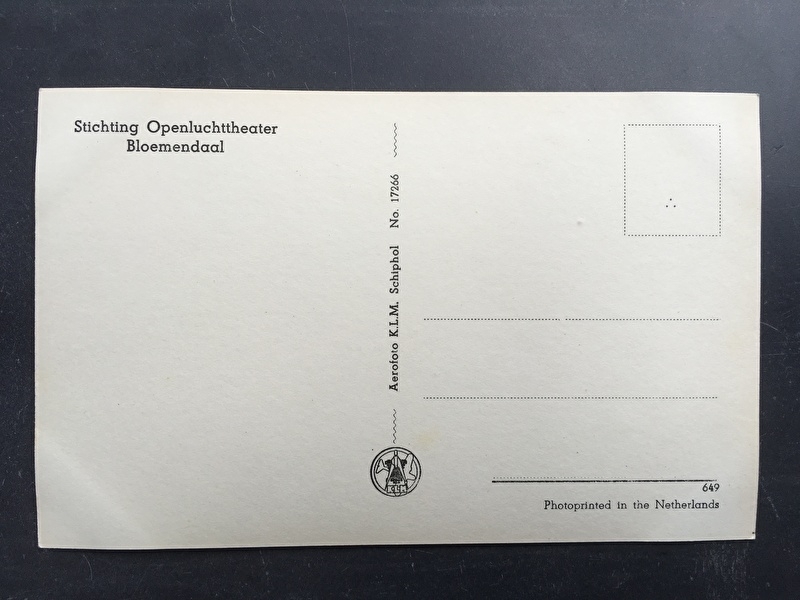 Stichting Openluchttheater
Bloemendaal
Aerofoto K.L.M. Schiphol No. 17266
649
Photoprinted in the Netherlands